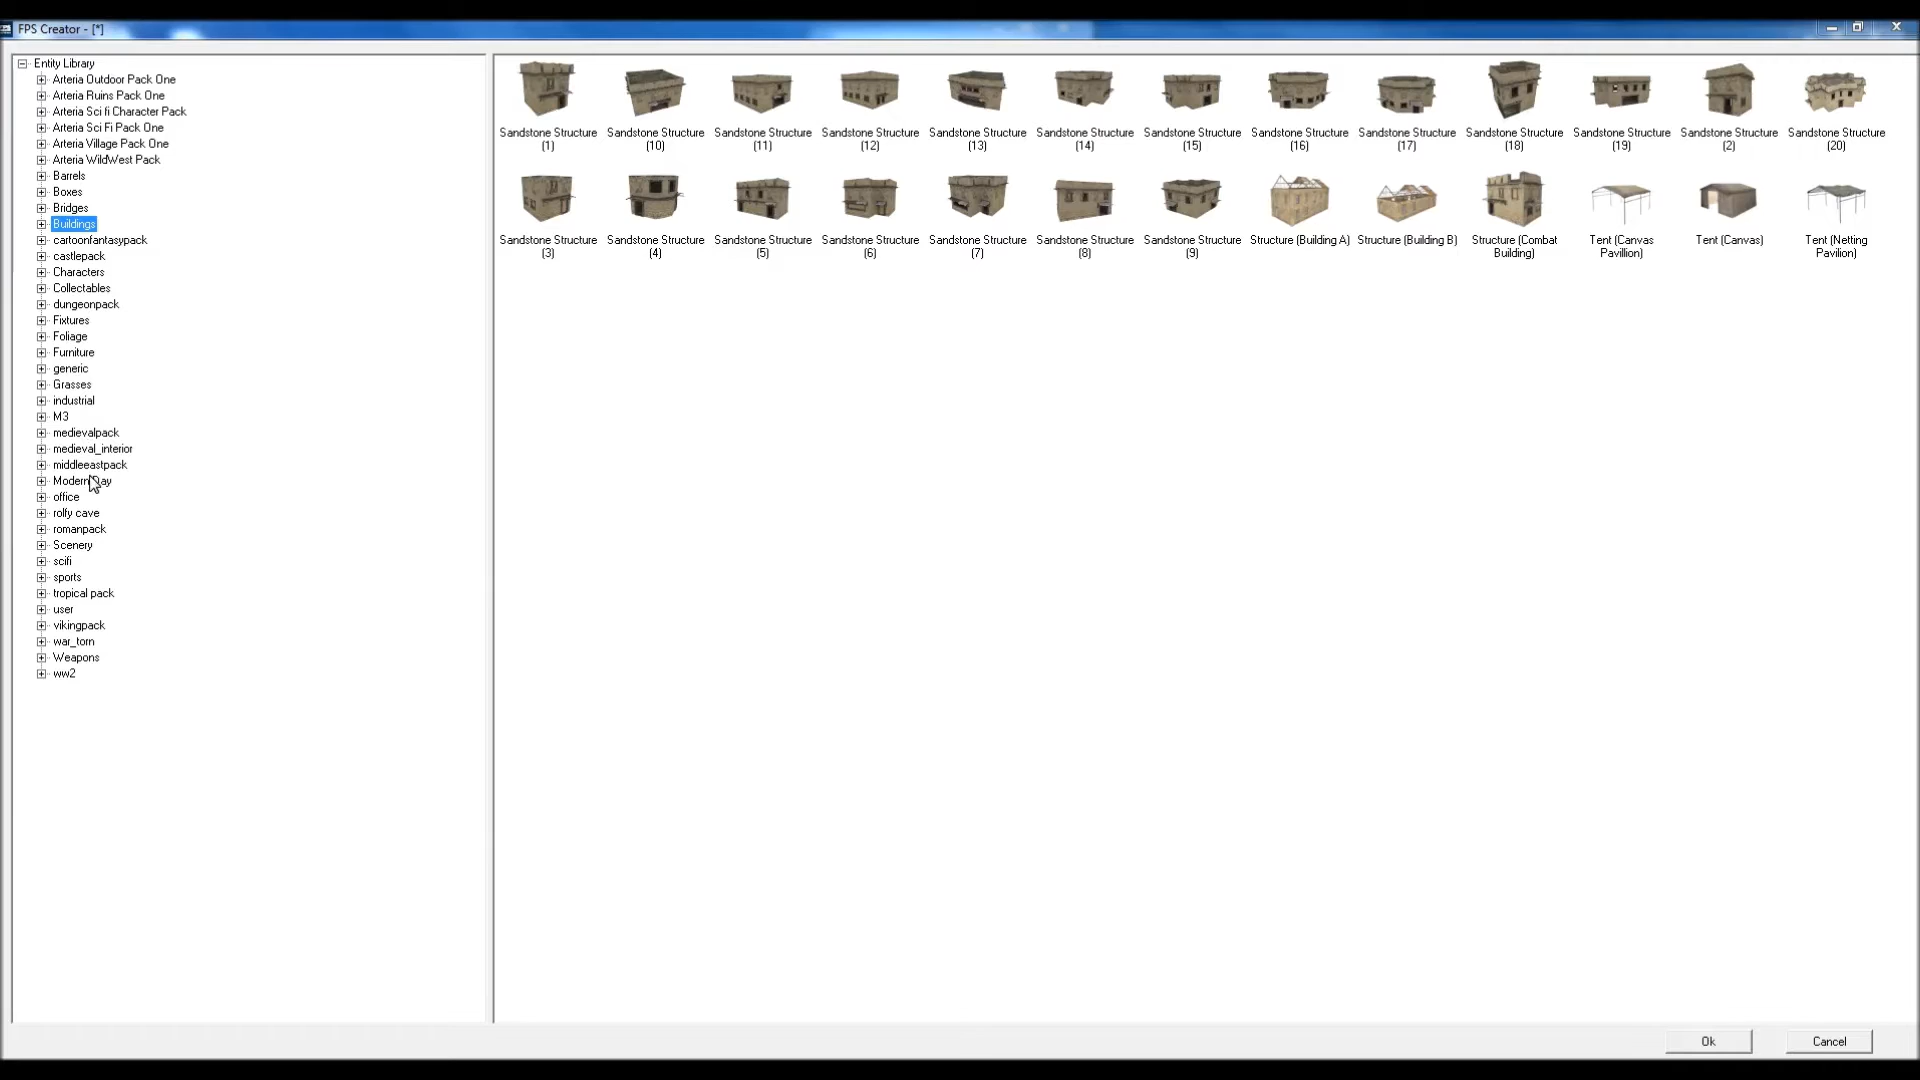 FPS Creator - [*]
Entity Library
Arteria Outdoor Pack One
Arteria Ruins Pack One
Arteria Sci fi Character Pack
Arteria Sci Fi Pack One
Arteria Village Pack One
Arteria WildWest Pack
Barrels
Boxes
Bridges
Buildings
cartoonfantasypack
castlepack
Characters
Collectables
dungeonpack
Fixtures
Foliage
Furniture
generic
Grasses
industrial
M3
medievalpack
medieval_interior
middleeastpack
Modern Day
office
rolfy cave
romanpack
Scenery
scifi
sports
tropical pack
user
vikingpack
war_torn
Weapons
ww2
Sandstone Structure Sandstone Structure Sandstone Structure Sandstone Structure Sandstone Structure Sandstone Structure Sandstone Structure Sandstone Structure Sandstone Structure Sandstone Structure Sandstone Structure Sandstone Structure Sandstone Structure
(1) (10) (11) (12) (13) (14) (15) (16) (17) (18) (19) (2) (20)
Sandstone Structure Sandstone Structure Sandstone Structure Sandstone Structure Sandstone Structure Sandstone Structure Sandstone Structure Structure (Building A) Structure (Building B) Structure (Combat Tent (Canvas Tent (Canvas) Tent (Netting
(3) (4) (5) (6) (7) (8) (9) Building) Pavillion) Pavilion)
Ok Cancel